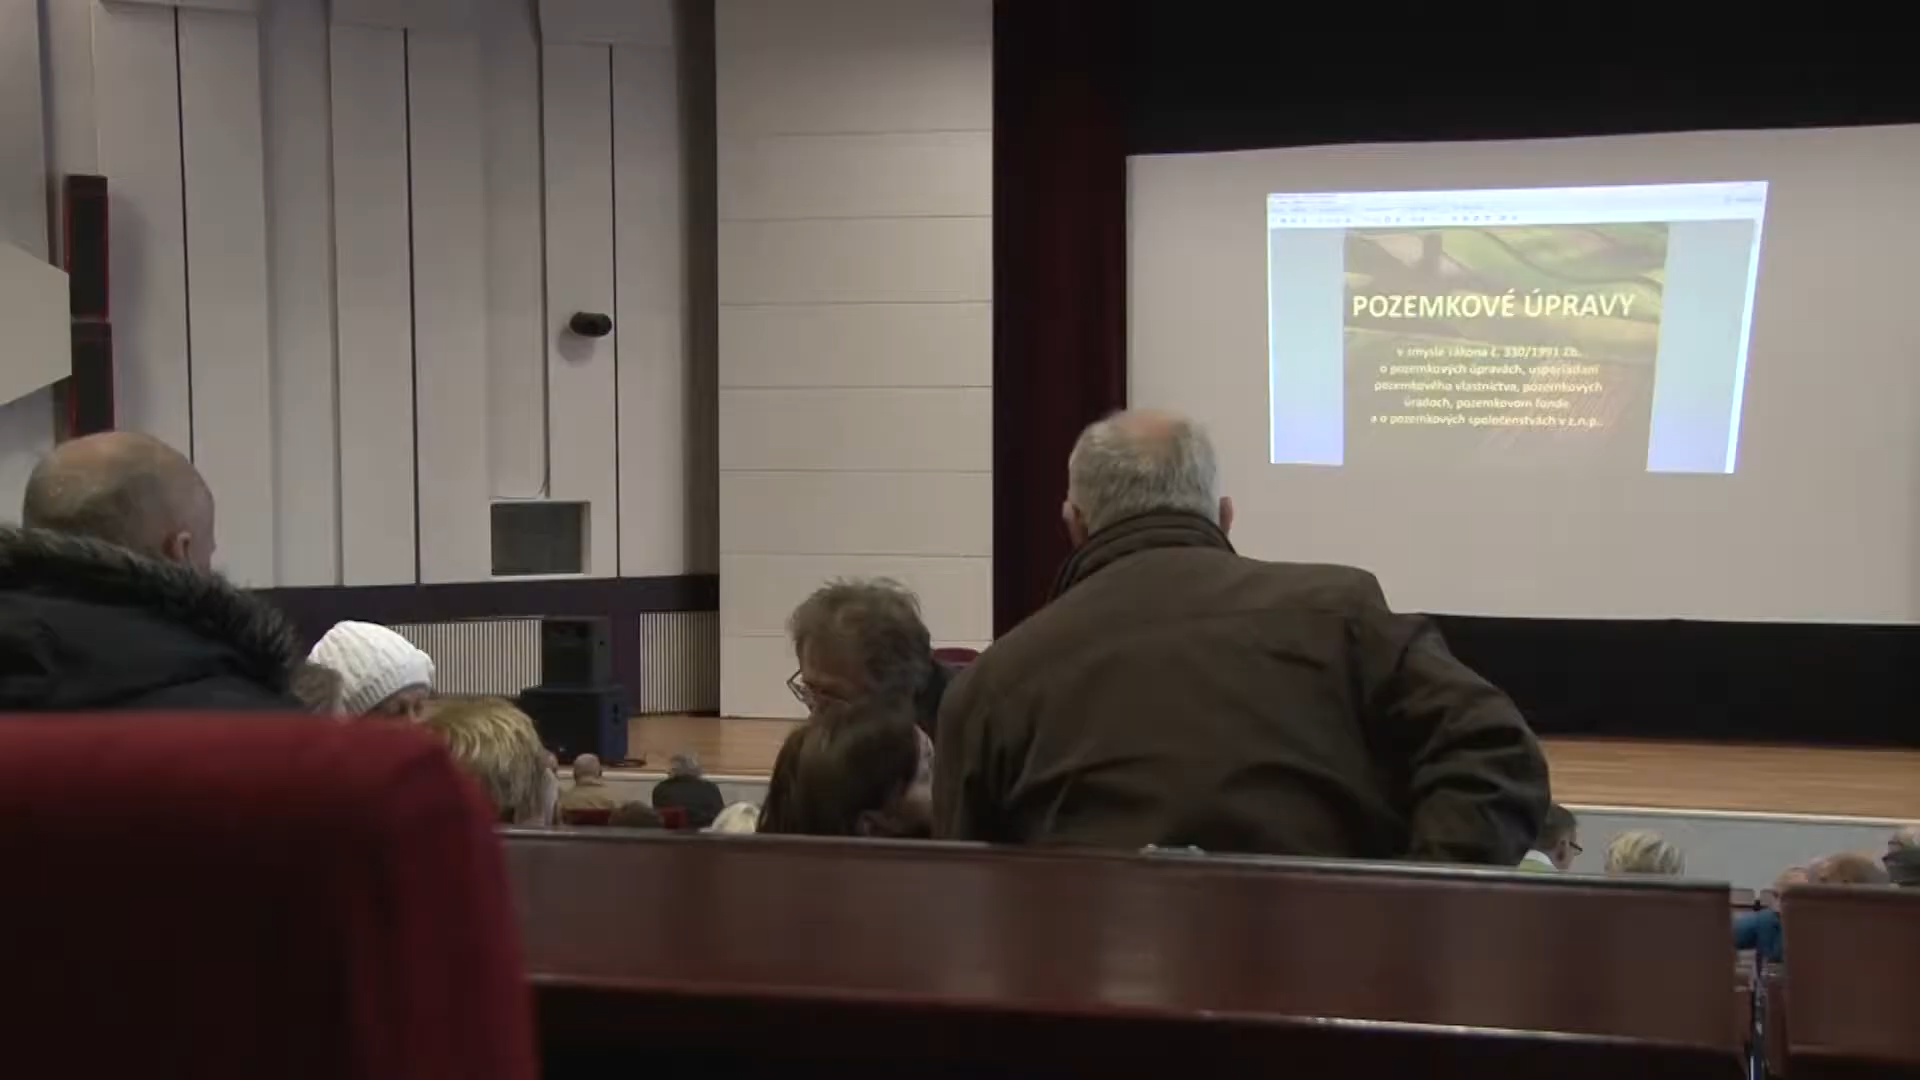 POZEMKOVÉ ÚPRAVY
v zmysle zákona č. 330/1991 Zb.
o pozemkových úpravách, usporiadaní
pozemkového vlastníctva, pozemkových
úradoch, pozemkovom fonde
a o pozemkových spoločenstvách v z.n.p.